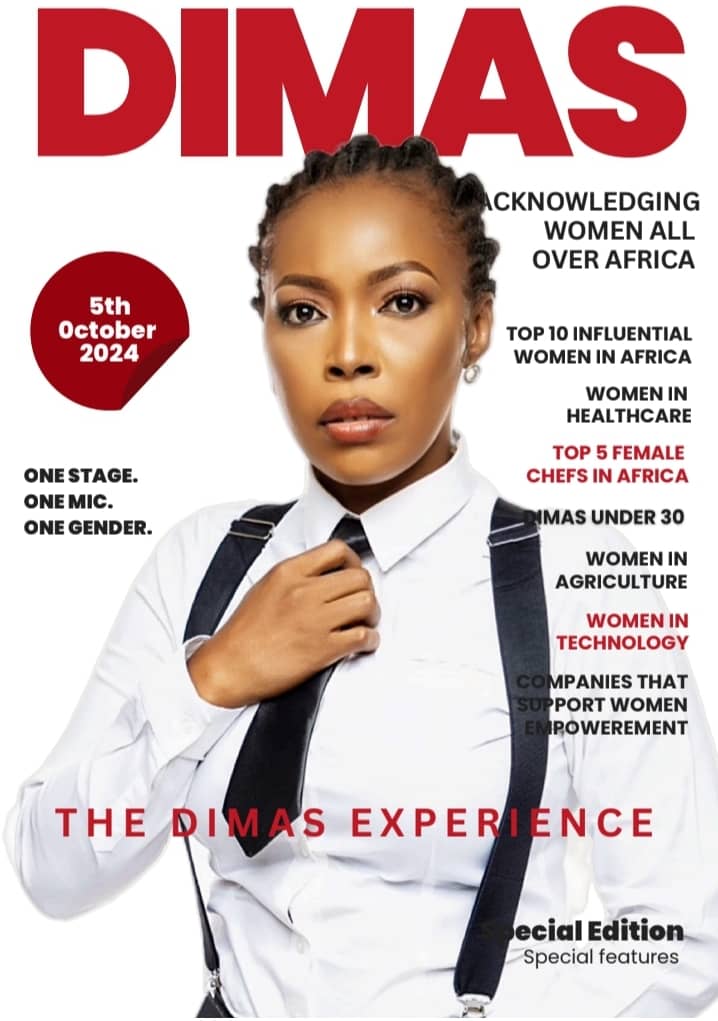 DIMAS
ACKNOWLEDGING
WOMEN ALL
OVER AFRICA
5th
October
2024
TOP 10 INFLUENTIAL
WOMEN IN AFRICA
WOMEN IN
HEALTHCARE
TOP 5 FEMALE
CHEFS IN AFRICA
ONE STAGE.
ONE MIC.
ONE GENDER.
DIMAS UNDER 30
WOMEN IN
AGRICULTURE
WOMEN IN
TECHNOLOGY
COMPANIES THAT
SUPPORT WOMEN
EMPOWEREMENT
THE DIMAS EXPERIENCE
Special Edition
Special features